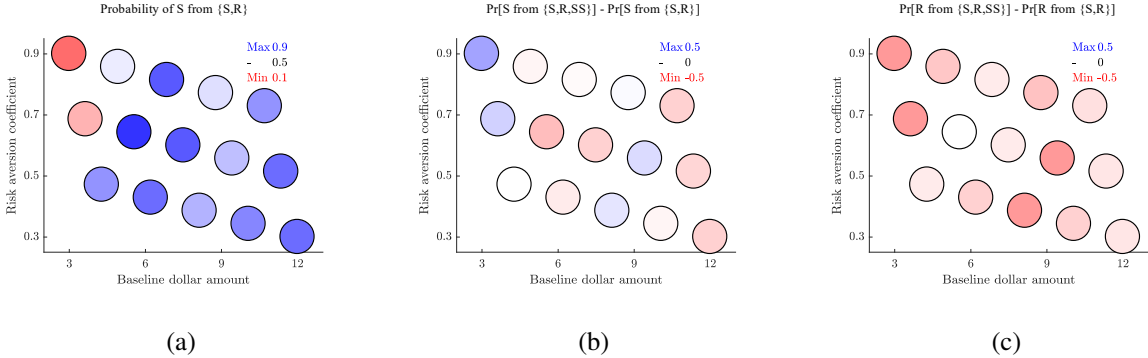 Probability of S from {S,R}
Max 0.9
- 0.5
Min 0.1
Risk aversion coefficient
0.9
0.7
0.5
0.3
3 6 9 12
Baseline dollar amount
(a)
Pr[S from {S,R,SS}] - Pr[S from {S,R}]
Max 0.5
- 0
Min -0.5
Risk aversion coefficient
0.9
0.7
0.5
0.3
3 6 9 12
Baseline dollar amount
(b)
Pr[R from {S,R,SS}] - Pr[R from {S,R}]
Max 0.5
- 0
Min -0.5
Risk aversion coefficient
0.9
0.7
0.5
0.3
3 6 9 12
Baseline dollar amount
(c)